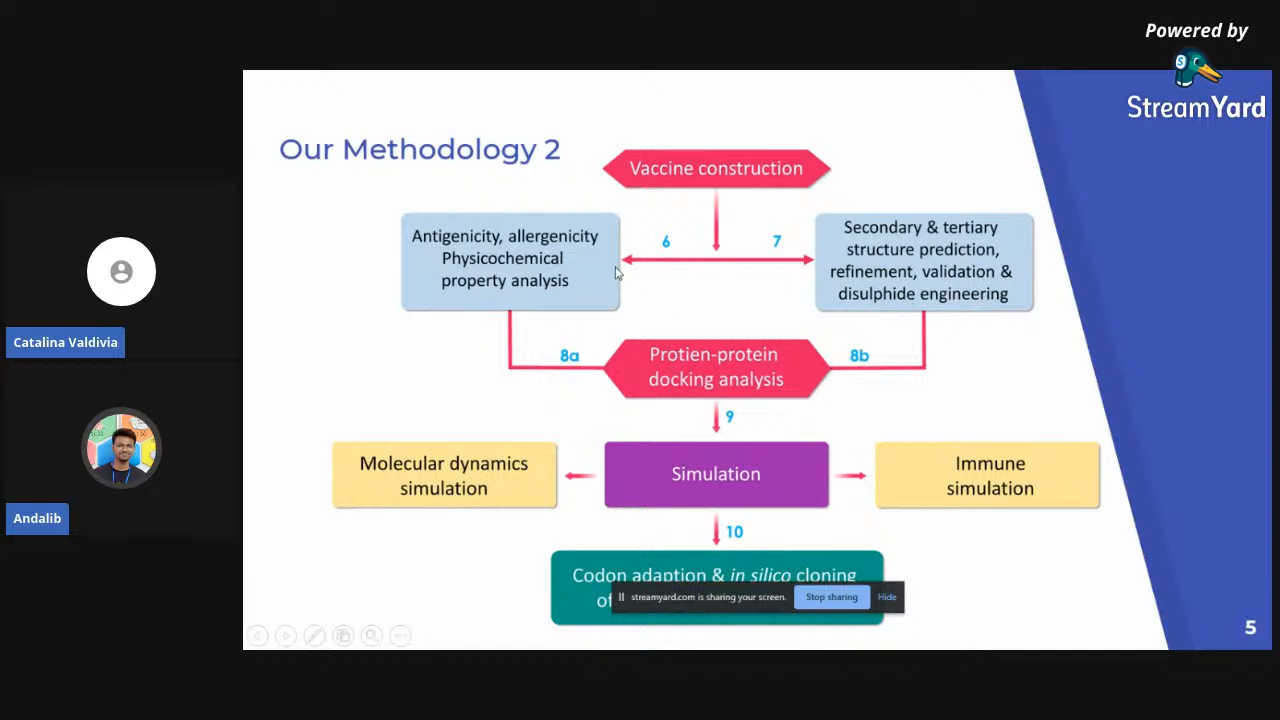 Powered by
StreamYard
Our Methodology 2
Vaccine construction
Antigenicity, allergenicity
Physicochemical
property analysis
6
7
Secondary & tertiary
structure prediction,
refinement, validation &
disulphide engineering
8a
Protien-protein
docking analysis
8b
9
Molecular dynamics
simulation
Simulation
Immune
simulation
10
Codon adaption & in silico cloning
streamyard.com is sharing your screen.
Stop sharing
Hide
5
Catalina Valdivia
Andalib